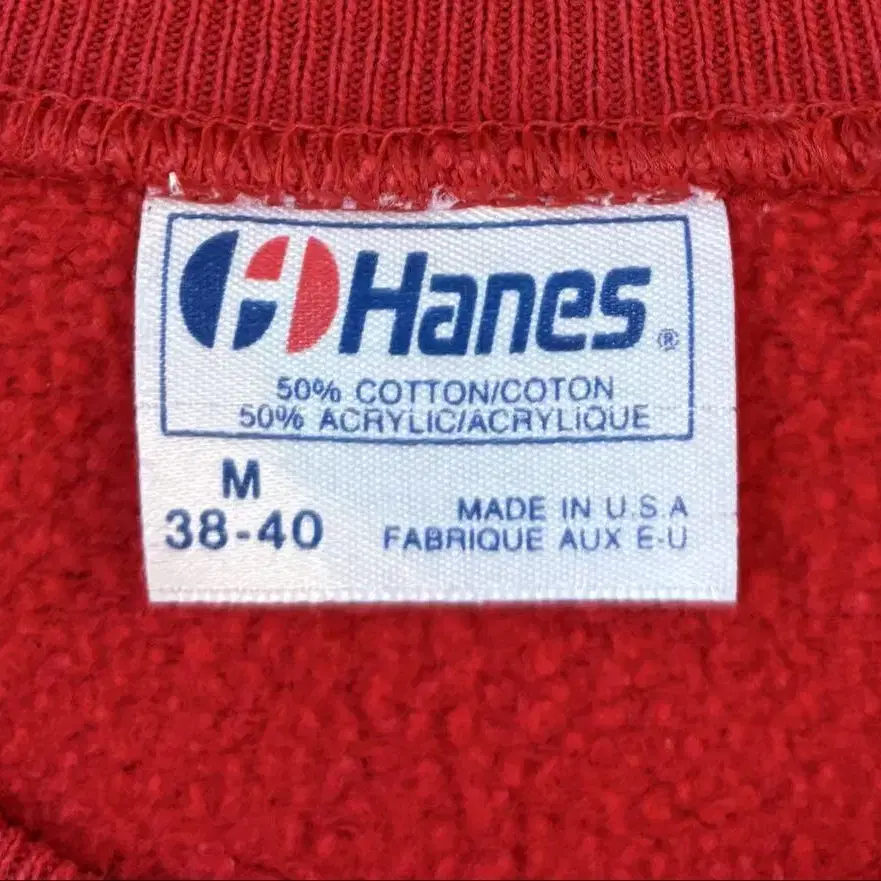 Hanes®
50% COTTON/COTON
50% ACRYLIC/ACRYLIQUE
M
38-40
MADE IN U.S.A
FABRIQUE AUX E-U